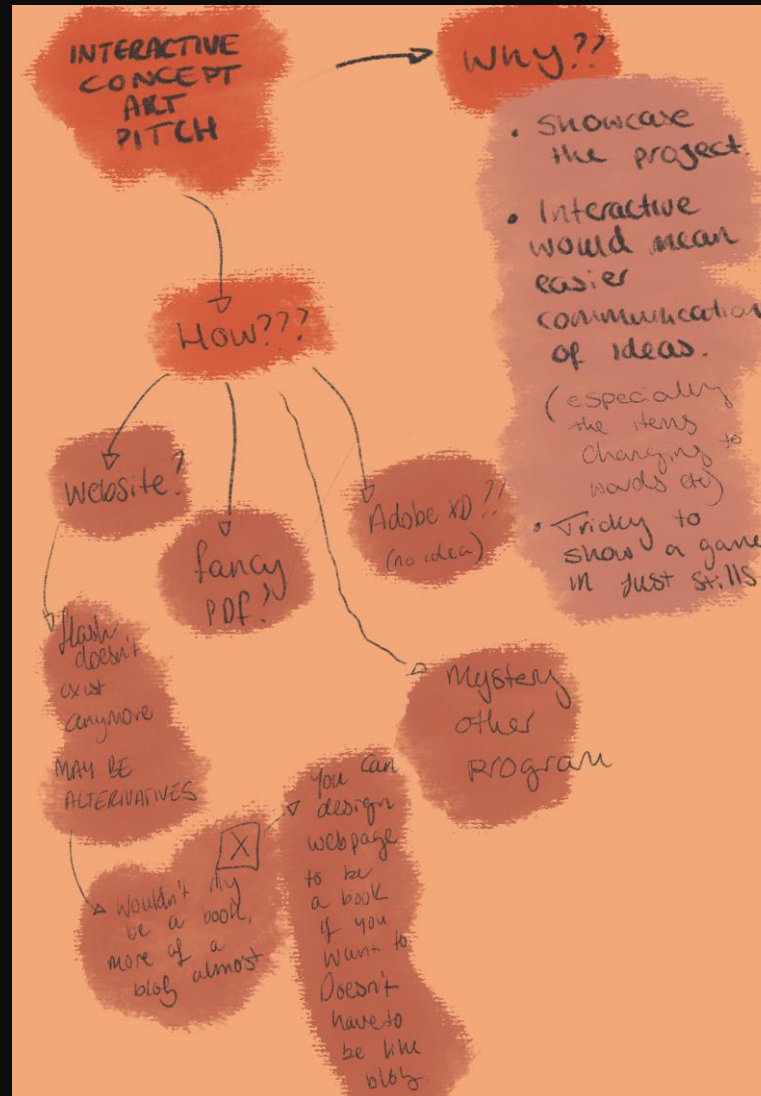 INTERACTIVE
CONCEPT
ART
PITCH
Why??
• Showcase
the project.
• Interactive
would mean
easier
communication
of ideas.
(especially
the items
changing to
words etc)
• Tricky to
show a game
in just stills
How???
Website?
fancy
PDF?
Adobe XD??
(no idea)
Mystery
other
program
flash
doesn't
exist
anymore
MAY BE
ALTERNATIVES
Wouldn't my
be a book,
more of a
blog almost
X
You can
design
webpage
to be
a book
if you
want to
Doesn't
have to
be like
blog